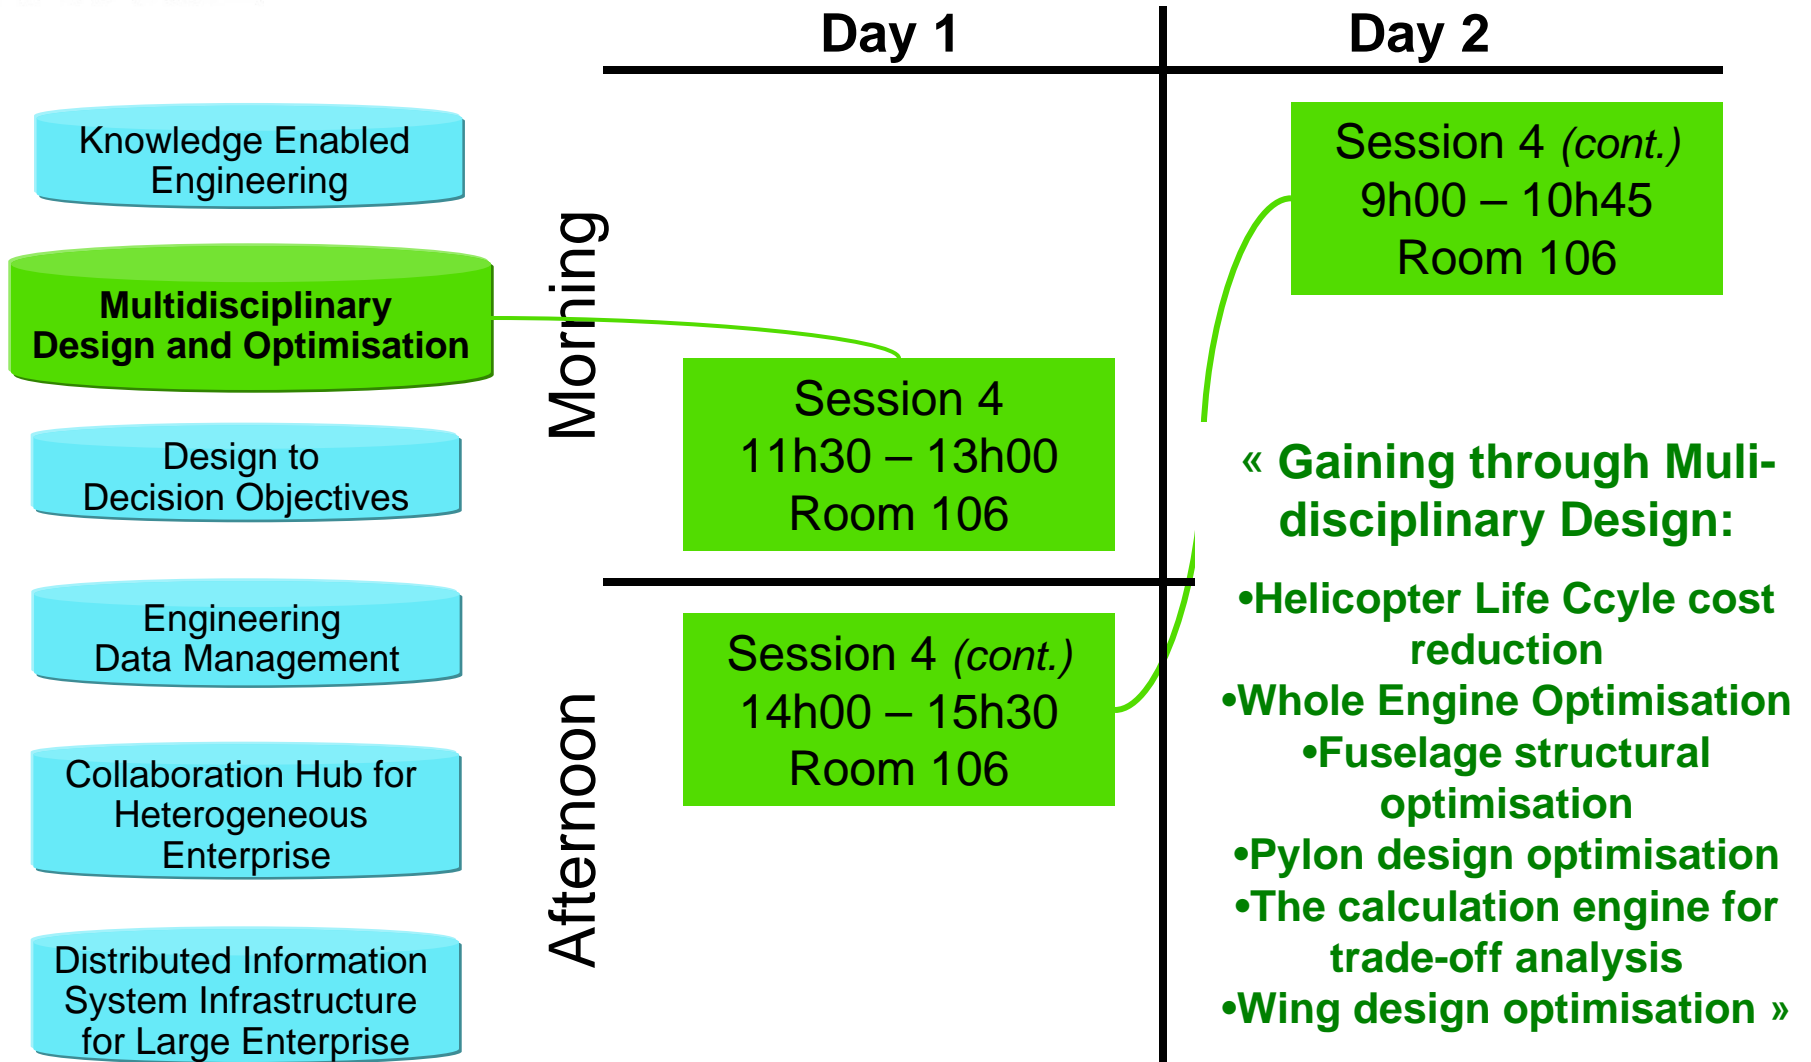 Day 1
Day 2
Knowledge Enabled
Engineering
Multidisciplinary
Design and Optimisation
Design to
Decision Objectives
Engineering
Data Management
Collaboration Hub for
Heterogeneous
Enterprise
Distributed Information
System Infrastructure
for Large Enterprise
Morning
Afternoon
Session 4
11h30 – 13h00
Room 106
Session 4 (cont.)
14h00 – 15h30
Room 106
Session 4 (cont.)
9h00 – 10h45
Room 106
« Gaining through Muli-
disciplinary Design:
•Helicopter Life Ccyle cost
reduction
•Whole Engine Optimisation
•Fuselage structural
optimisation
•Pylon design optimisation
•The calculation engine for
trade-off analysis
•Wing design optimisation »